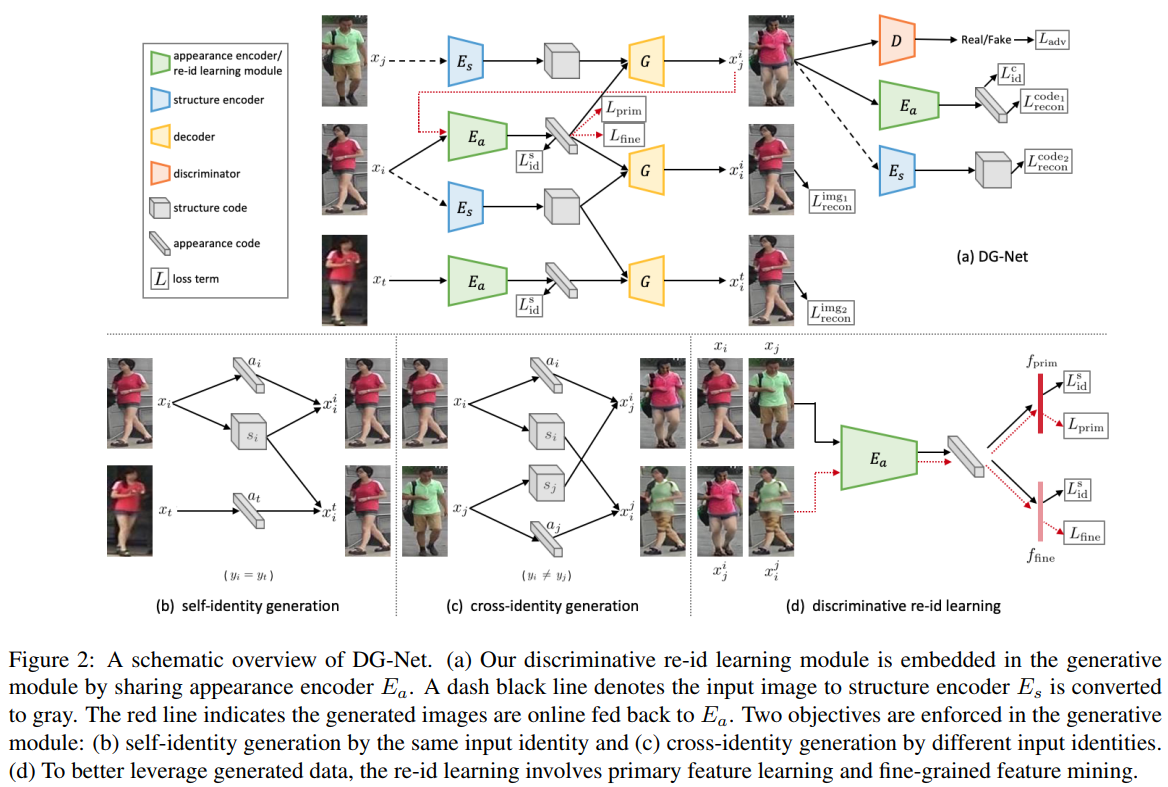 appearance encoder/
re-id learning module
structure encoder
decoder
discriminator
structure code
appearance code
L loss term
x_j
E_s
G
x_j^i
D
Real/Fake
L_adv
L_id^c
E_a
L_recon^code1
L_prim
L_fine
E_a
L_id^s
x_i
G
x_i^i
E_s
L_recon^code2
E_s
L_recon^img1
(a) DG-Net
x_t
E_a
L_id^s
G
x_i^t
L_recon^img2
a_i
x_i
s_i
x_i^i
a_t
x_t
x_i^t
( y_i = y_t )
(b) self-identity generation
a_i
x_i
s_i
x_j^i
s_j
x_j
a_j
x_i^j
(y_i ≠ y_j)
(c) cross-identity generation
x_i x_j
f_prim
L_id^s
L_prim
E_a
L_id^s
L_fine
f_fine
x_j^i x_i^j
(d) discriminative re-id learning
Figure 2: A schematic overview of DG-Net. (a) Our discriminative re-id learning module is embedded in the generative
module by sharing appearance encoder E_a. A dash black line denotes the input image to structure encoder E_s is converted
to gray. The red line indicates the generated images are online fed back to E_a. Two objectives are enforced in the generative
module: (b) self-identity generation by the same input identity and (c) cross-identity generation by different input identities.
(d) To better leverage generated data, the re-id learning involves primary feature learning and fine-grained feature mining.